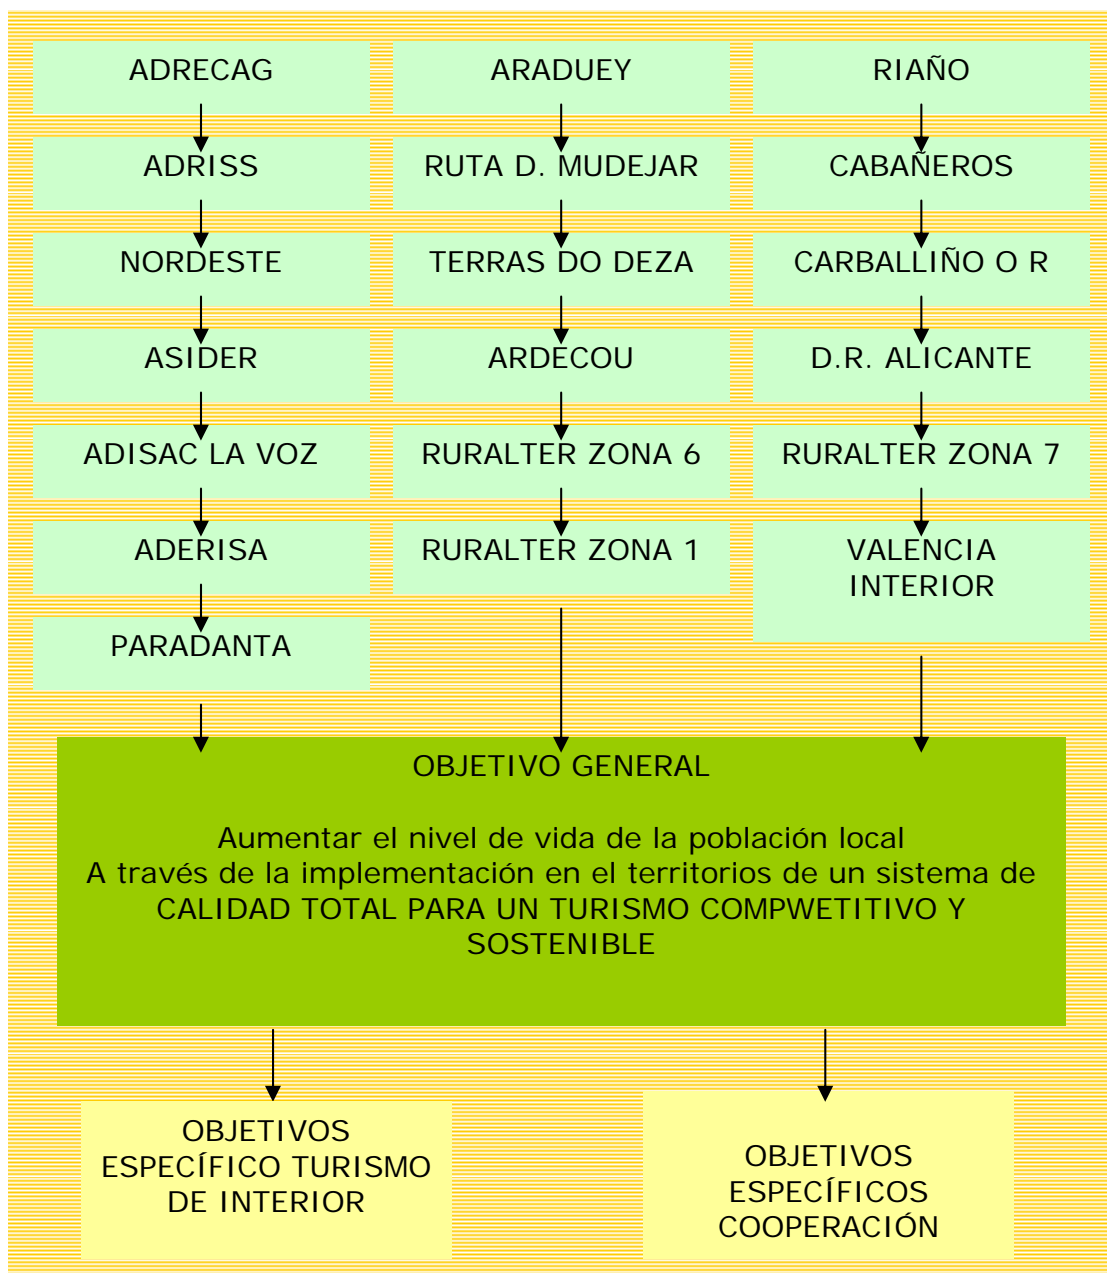 ADRECAG
ARADUEY
RIAÑO
ADRISS
RUTA D. MUDEJAR
CABAÑEROS
NORDESTE
TERRAS DO DEZA
CARBALLIÑO O R
ASIDER
ARDECOU
D.R. ALICANTE
ADISAC LA VOZ
RURALTER ZONA 6
RURALTER ZONA 7
ADERISA
RURALTER ZONA 1
VALENCIA
INTERIOR
PARADANTA
OBJETIVO GENERAL
Aumentar el nivel de vida de la población local
A través de la implementación en el territorios de un sistema de
CALIDAD TOTAL PARA UN TURISMO COMPWETITIVO Y
SOSTENIBLE
OBJETIVOS
ESPECÍFICO TURISMO
DE INTERIOR
OBJETIVOS
ESPECÍFICOS
COOPERACIÓN